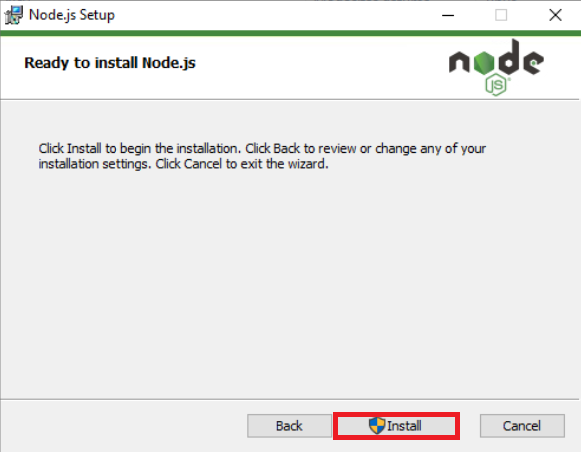 Node.js Setup
Ready to install Node.js
node
JS
Click Install to begin the installation. Click Back to review or change any of your
installation settings. Click Cancel to exit the wizard.
Back
Install
Cancel